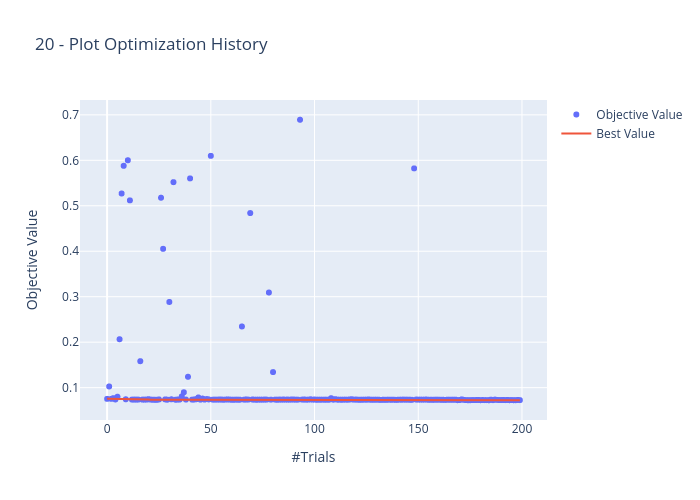 20 - Plot Optimization History
Objective Value
Best Value
0.7
0.6
0.5
0.4
0.3
0.2
0.1
Objective Value
0 50 100 150 200
#Trials